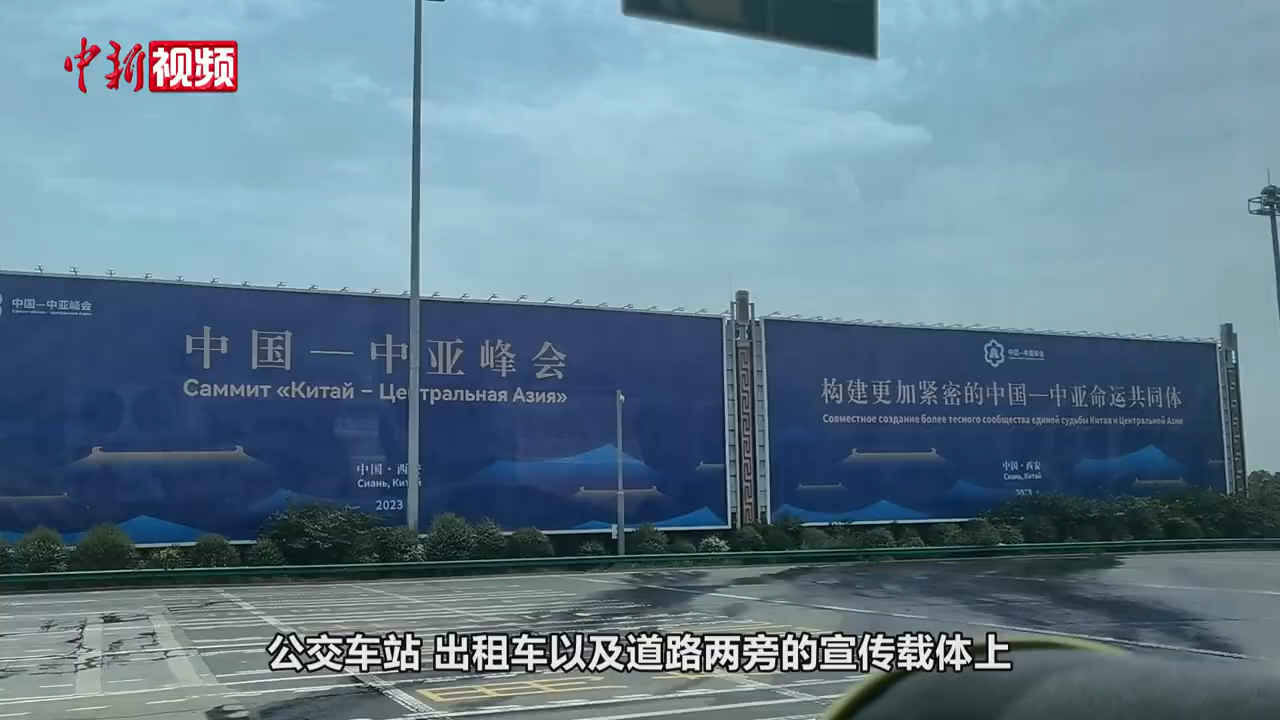 中新视频
中国—中亚峰会
中国—中亚峰会
Саммит «Китай – Центральная Азия»
中国·西安
Сиань, Китай
2023
中国—中亚峰会
构建更加紧密的中国—中亚命运共同体
Совместное создание более тесного сообщества единой судьбы Китая и Центральной Азии
中国·西安
Сиань, Китай
2023
公交车站 出租车以及道路两旁的宣传载体上